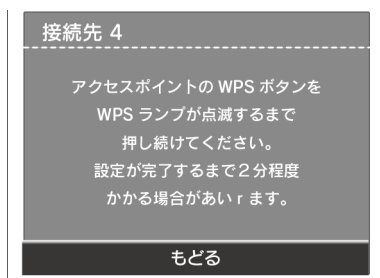 接続先 4
アクセスポイントの WPS ボタンを
WPS ランプが点滅するまで
押し続けてください。
設定が完了するまで２分程度
かかる場合があいｒます。
もどる